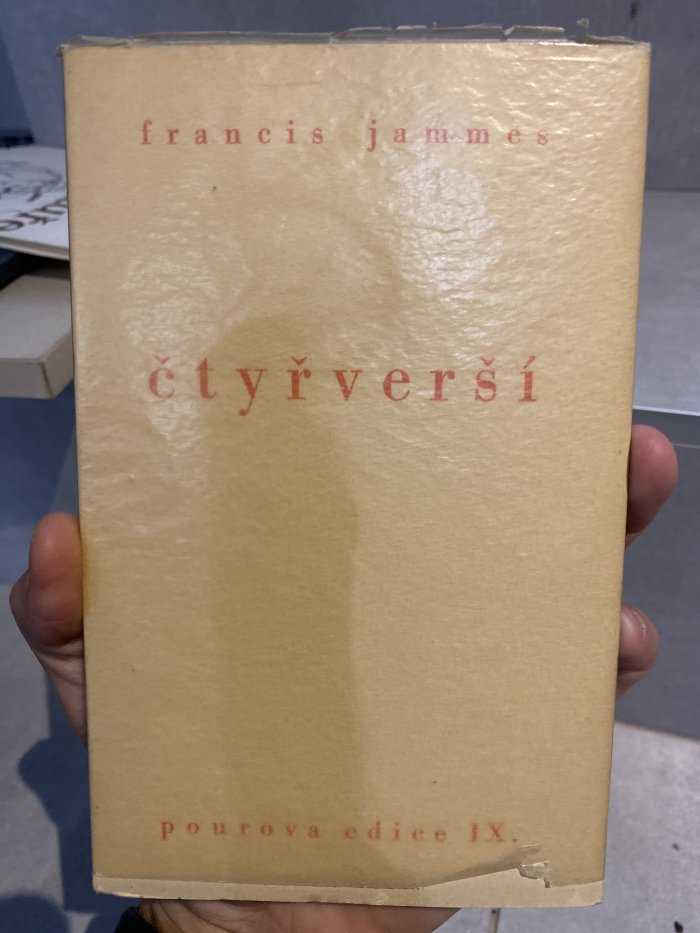 francis jammes
čtyřverší
pourova edice IX.